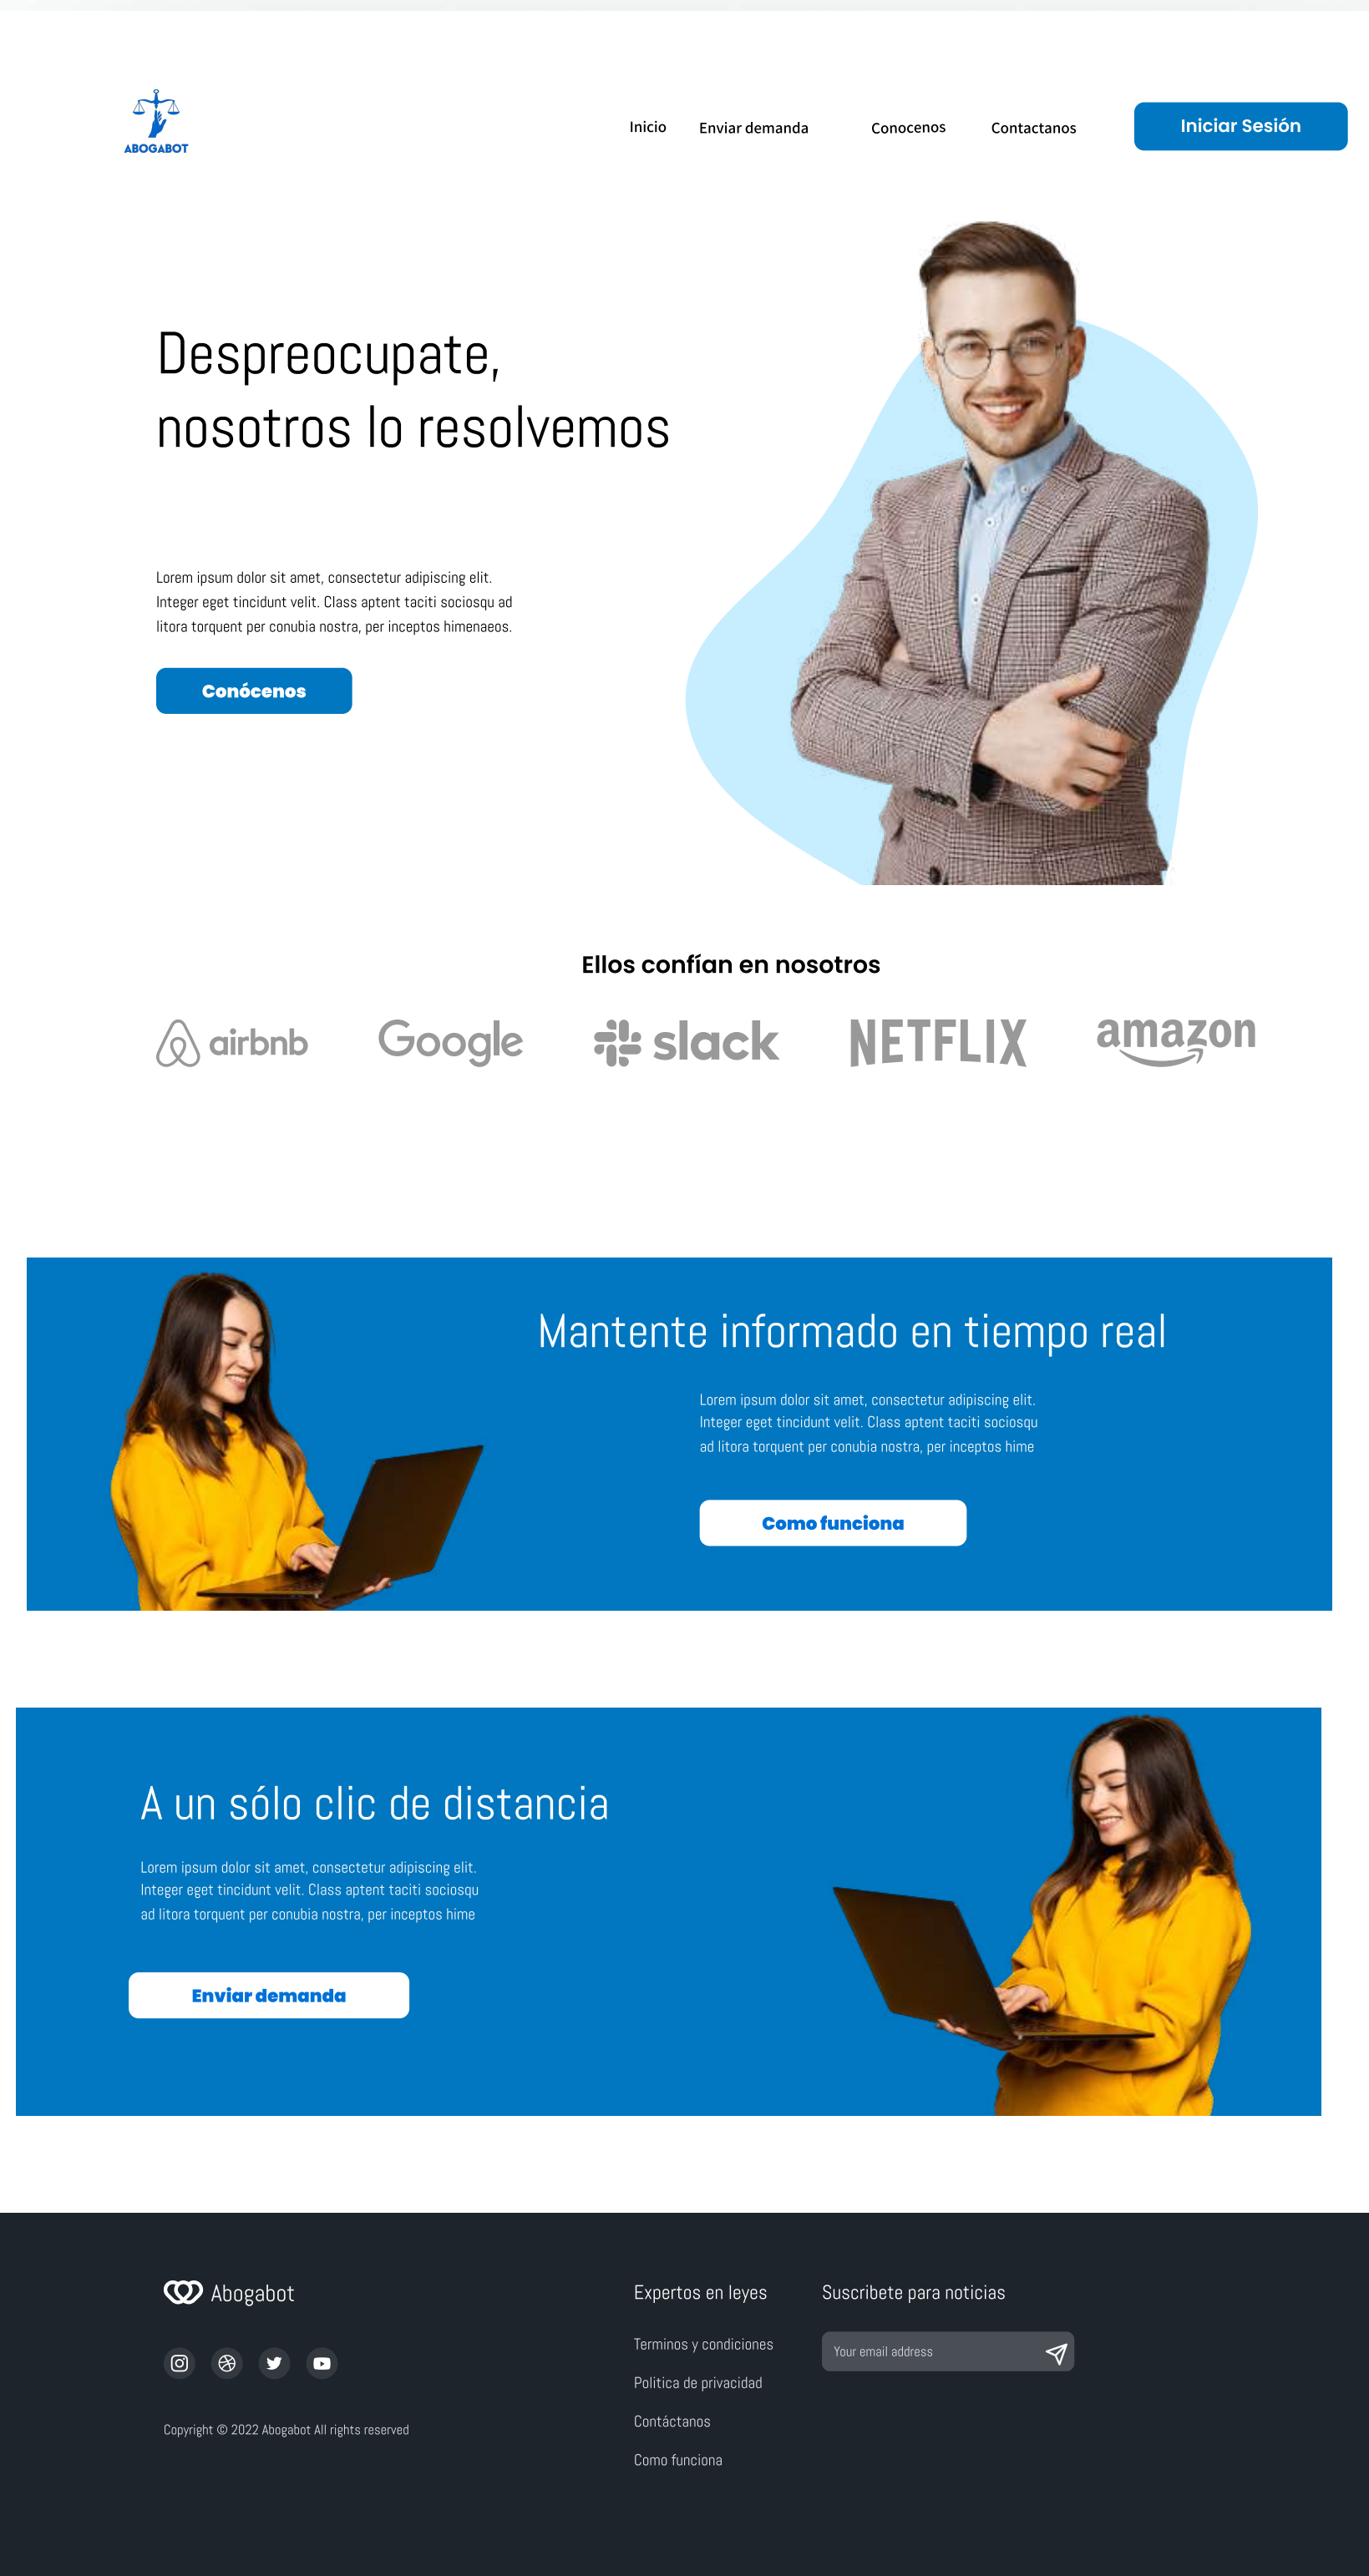 ABOGABOT
Inicio
Enviar demanda
Conocenos
Contactanos
Iniciar Sesión
Despreocupate,
nosotros lo resolvemos
Lorem ipsum dolor sit amet, consectetur adipiscing elit.
Integer eget tincidunt velit. Class aptent taciti sociosqu ad
litora torquent per conubia nostra, per inceptos himenaeos.
Conócenos
Ellos confían en nosotros
airbnb
Google
slack
NETFLIX
amazon
Mantente informado en tiempo real
Lorem ipsum dolor sit amet, consectetur adipiscing elit.
Integer eget tincidunt velit. Class aptent taciti sociosqu
ad litora torquent per conubia nostra, per inceptos hime
Como funciona
A un sólo clic de distancia
Lorem ipsum dolor sit amet, consectetur adipiscing elit.
Integer eget tincidunt velit. Class aptent taciti sociosqu
ad litora torquent per conubia nostra, per inceptos hime
Enviar demanda
Abogabot
Copyright © 2022 Abogabot All rights reserved
Expertos en leyes
Terminos y condiciones
Politica de privacidad
Contáctanos
Como funciona
Suscribete para noticias
Your email address